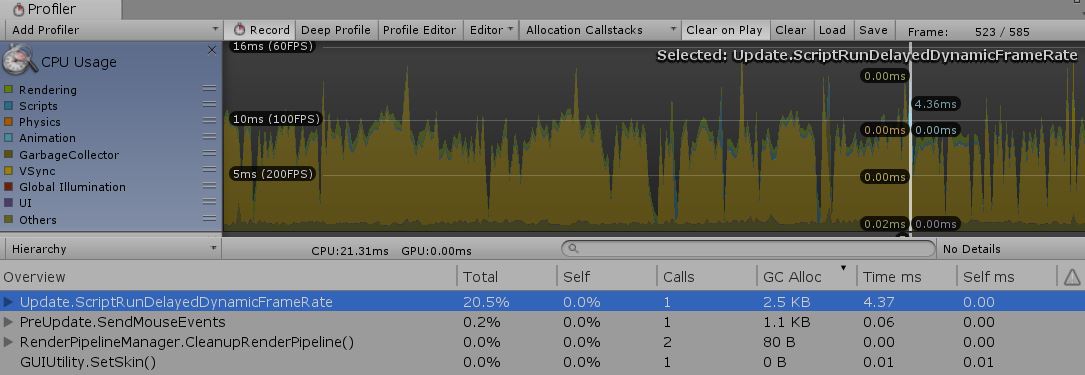 Profiler
Add Profiler Record Deep Profile Profile Editor Editor Allocation Callstacks Clear on Play Clear Load Save Frame: 523 / 585
CPU Usage
Rendering
Scripts
Physics
Animation
GarbageCollector
VSync
Global Illumination
UI
Others
16ms (60FPS)
10ms (100FPS)
5ms (200FPS)
Selected: Update.ScriptRunDelayedDynamicFrameRate
0.00ms
4.36ms
0.00ms 0.00ms
0.00ms
0.02ms 0.00ms
Hierarchy CPU:21.31ms GPU:0.00ms No Details
Overview Total Self Calls GC Alloc Time ms Self ms
Update.ScriptRunDelayedDynamicFrameRate 20.5% 0.0% 1 2.5 KB 4.37 0.00
PreUpdate.SendMouseEvents 0.2% 0.0% 1 1.1 KB 0.06 0.00
RenderPipelineManager.CleanupRenderPipeline() 0.0% 0.0% 2 80 B 0.00 0.00
GUIUtility.SetSkin() 0.0% 0.0% 1 0 B 0.01 0.01